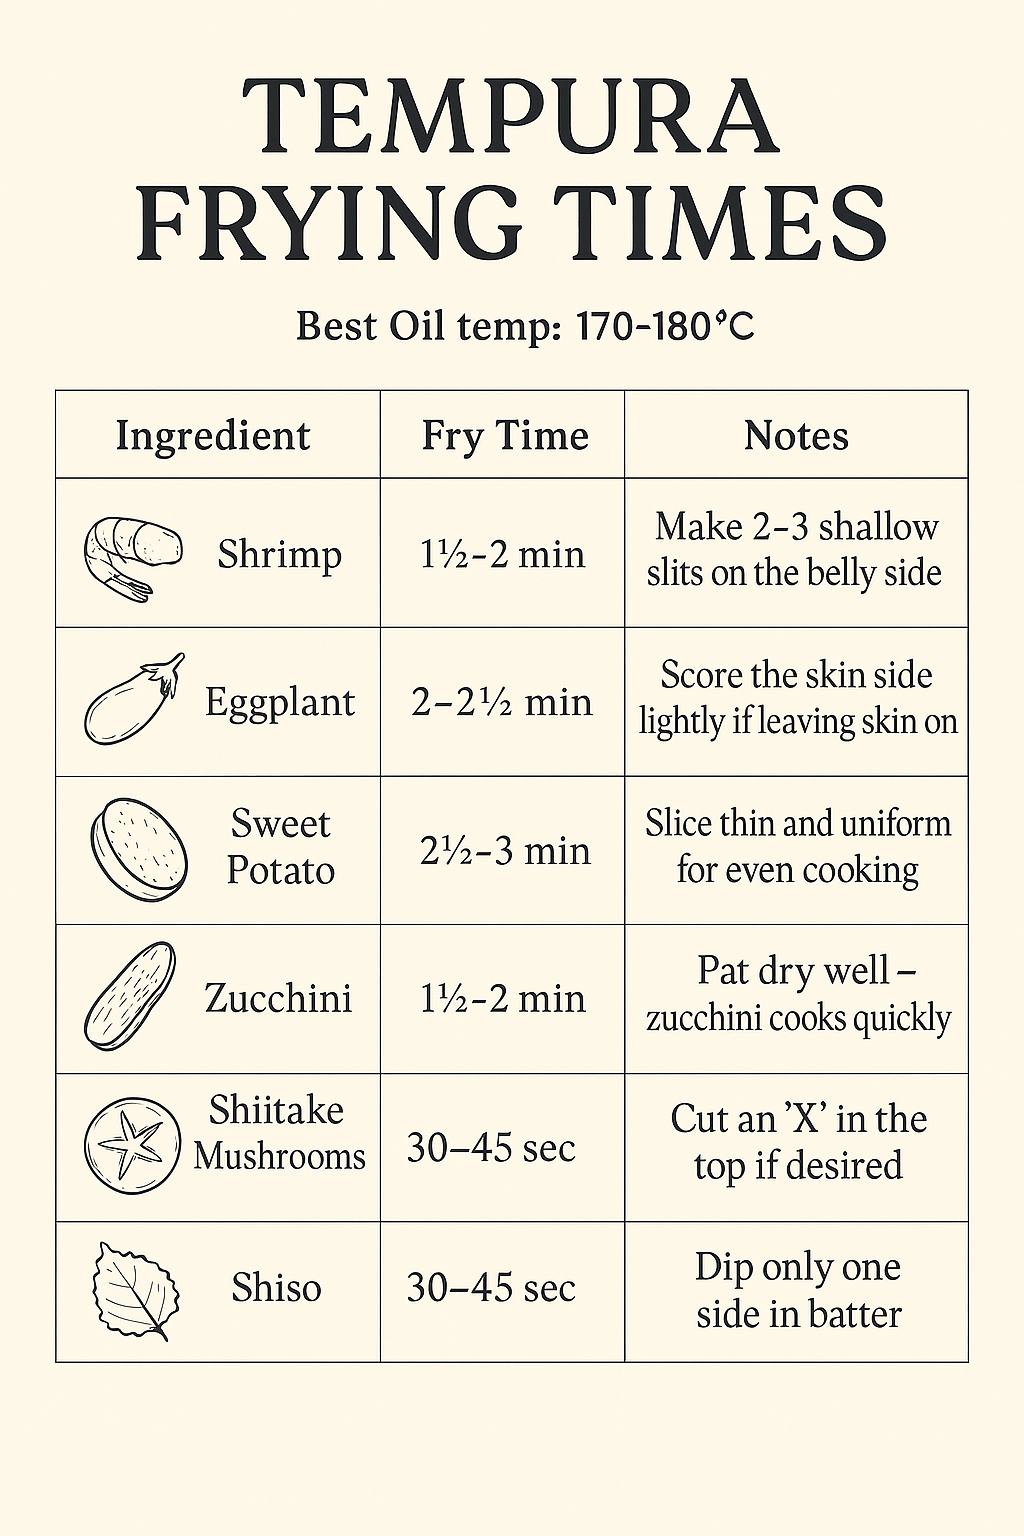 TEMPURA
FRYING TIMES
Best Oil temp: 170-180°C
Ingredient Fry Time Notes
Shrimp 1½-2 min Make 2-3 shallow
slits on the belly side
Eggplant 2-2½ min Score the skin side
lightly if leaving skin on
Sweet
Potato 2½-3 min Slice thin and uniform
for even cooking
Zucchini 1½-2 min Pat dry well –
zucchini cooks quickly
Shiitake
Mushrooms 30–45 sec Cut an ’X’ in the
top if desired
Shiso 30–45 sec Dip only one
side in batter